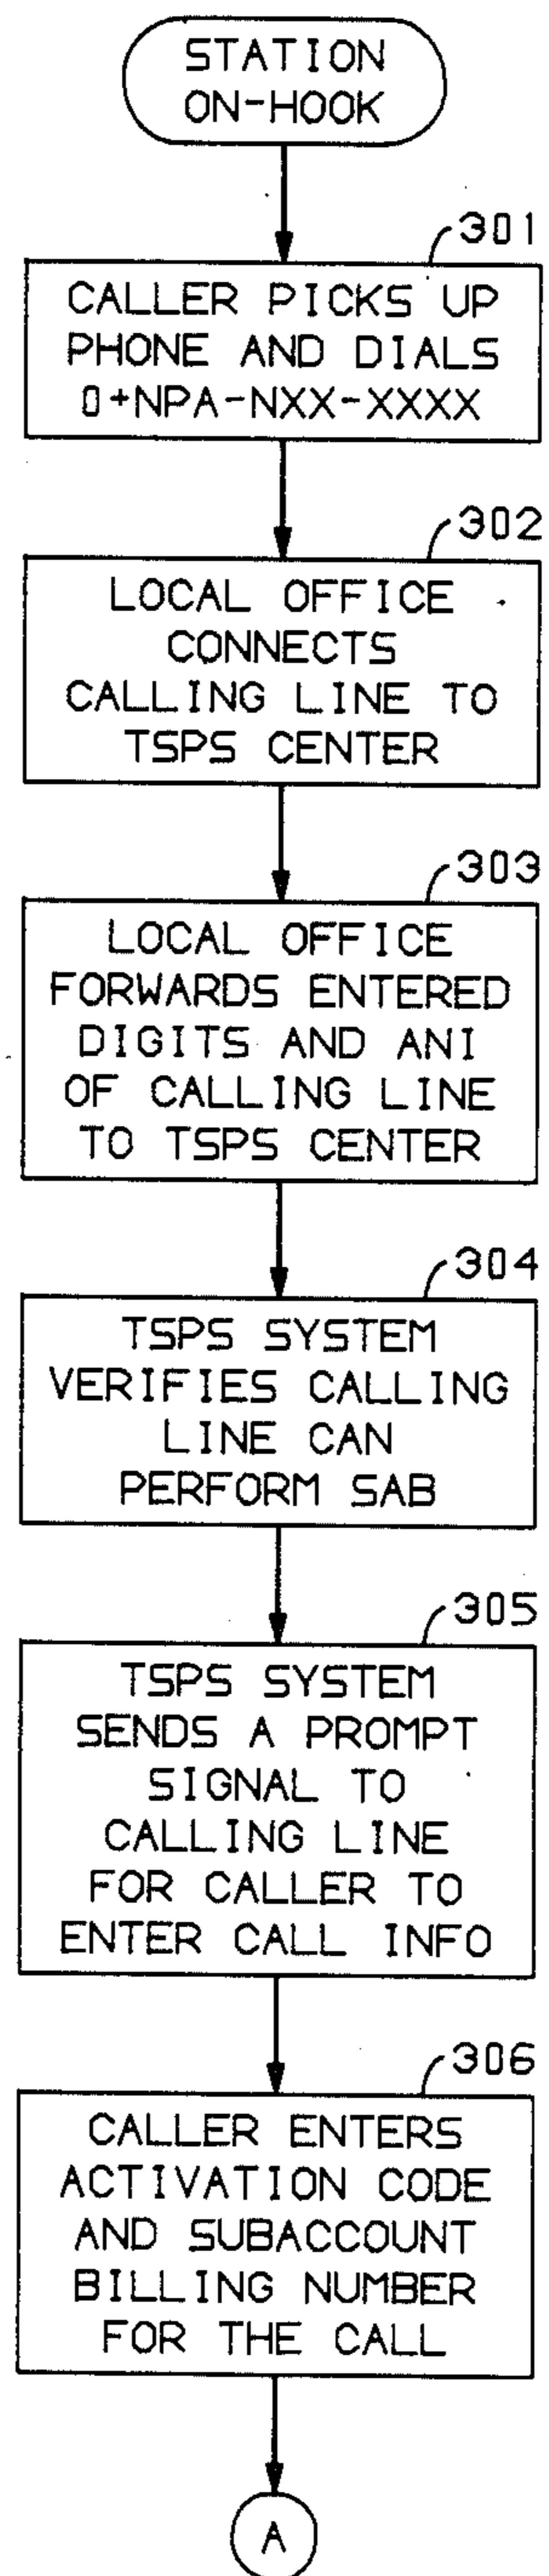 STATION
ON-HOOK
301
CALLER PICKS UP
PHONE AND DIALS
0+NPA-NXX-XXXX
302
LOCAL OFFICE
CONNECTS
CALLING LINE TO
TSPS CENTER
303
LOCAL OFFICE
FORWARDS ENTERED
DIGITS AND ANI
OF CALLING LINE
TO TSPS CENTER
304
TSPS SYSTEM
VERIFIES CALLING
LINE CAN
PERFORM SAB
305
TSPS SYSTEM
SENDS A PROMPT
SIGNAL TO
CALLING LINE
FOR CALLER TO
ENTER CALL INFO
306
CALLER ENTERS
ACTIVATION CODE
AND SUBACCOUNT
BILLING NUMBER
FOR THE CALL
A